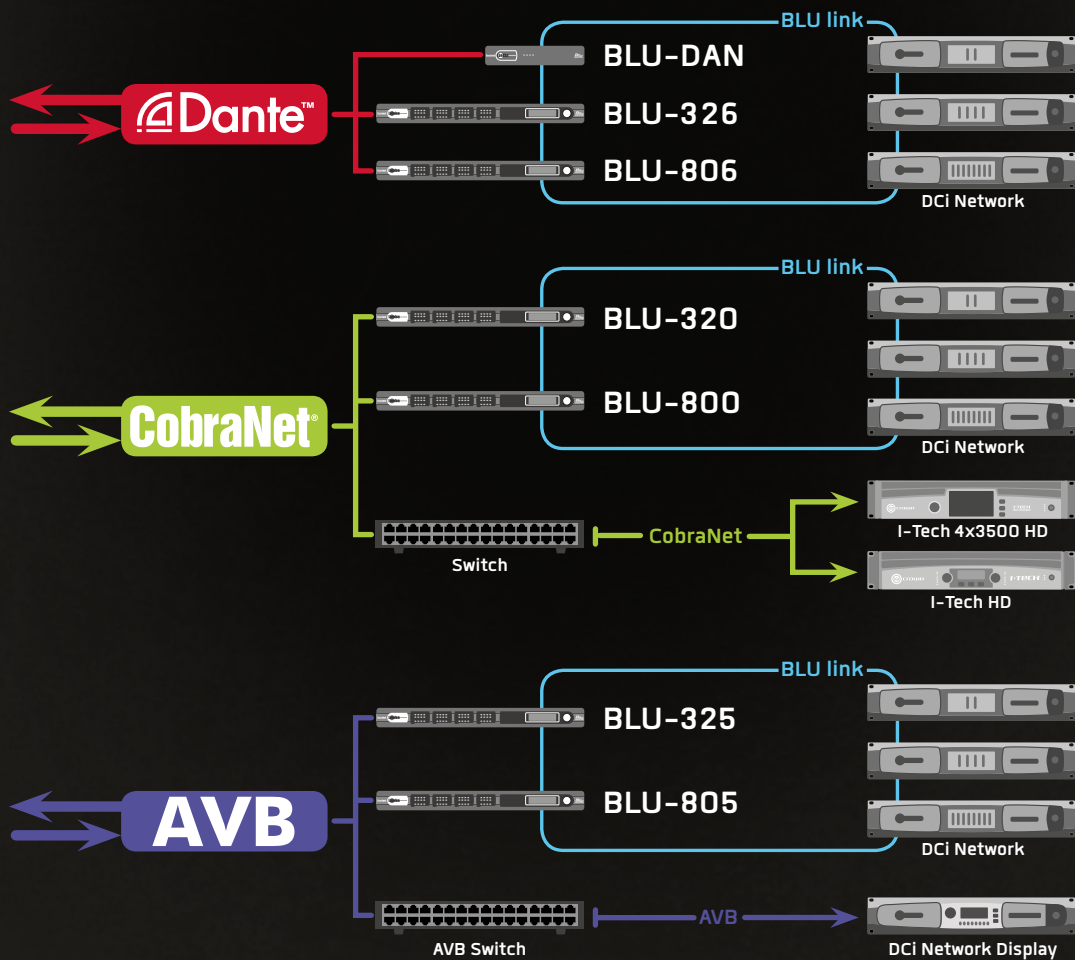 BLU link
BLU-DAN
Dante™
BLU-326
BLU-806
DCi Network
BLU link
BLU-320
BLU-800
CobraNet®
DCi Network
CobraNet
I-Tech 4x3500 HD
Switch
CROWN
I-TECH
I-Tech HD
BLU link
BLU-325
BLU-805
AVB
DCi Network
AVB
AVB Switch
DCi Network Display